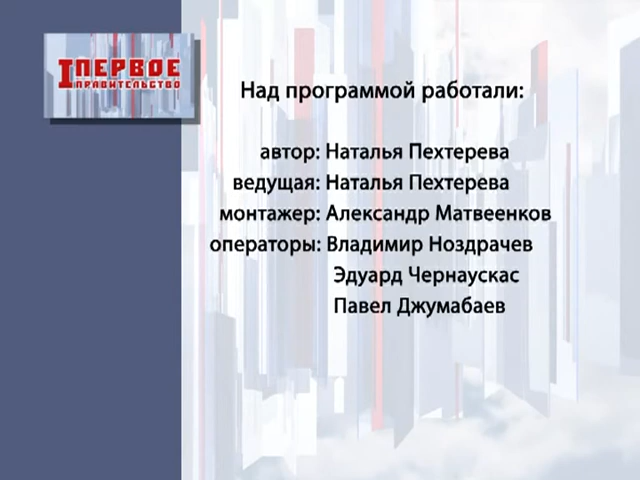 I ПЕРВОЕ
ПРАВИТЕЛЬСТВО
Над программой работали:
автор: Наталья Пехтерева
ведущая: Наталья Пехтерева
монтажер: Александр Матвеенков
операторы: Владимир Ноздрачев
Эдуард Чернаускас
Павел Джумабаев